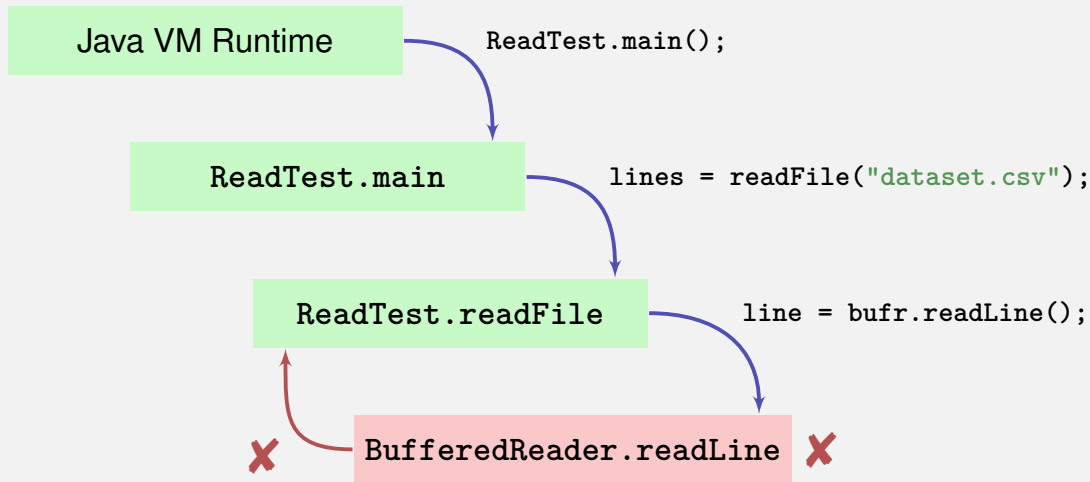 Java VM Runtime
ReadTest.main();
ReadTest.main
lines = readFile("dataset.csv");
ReadTest.readFile
line = bufr.readLine();
BufferedReader.readLine